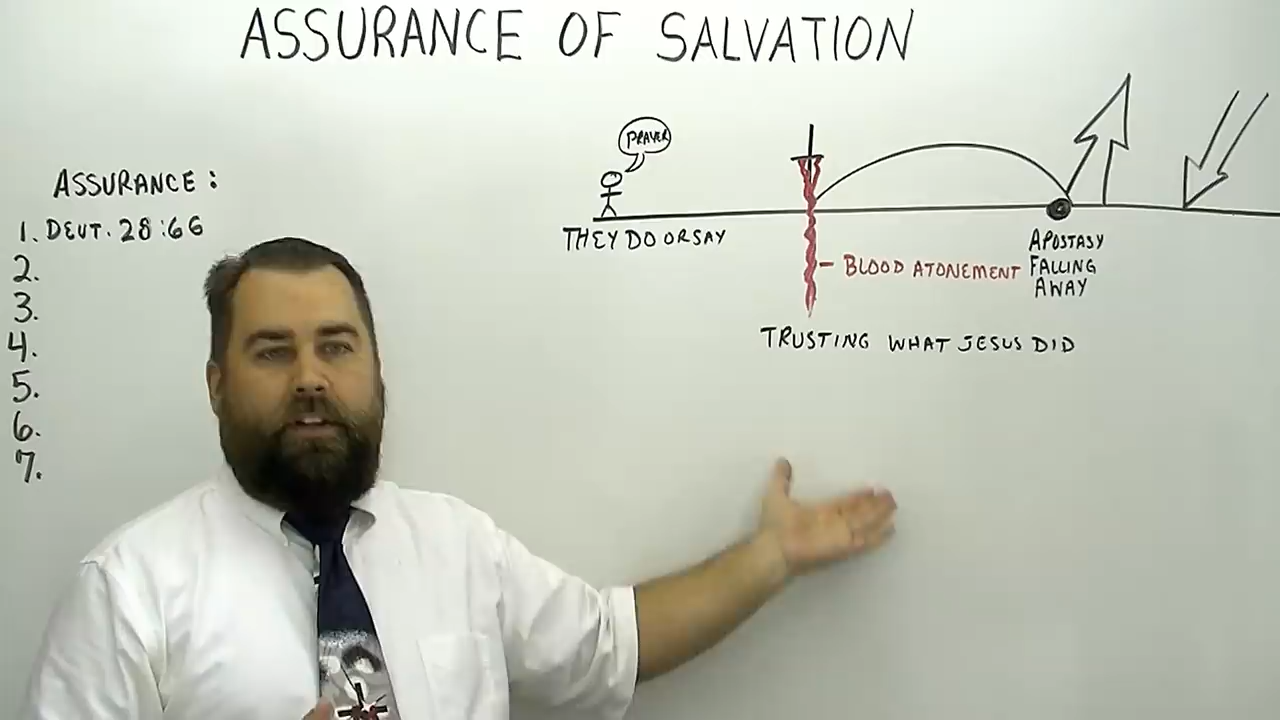 ASSURANCE OF SALVATION
ASSURANCE:
1. DEUT. 28:66
2.
3.
4.
5.
6.
7.
PRAYER
THEY DO OR SAY
BLOOD ATONEMENT
APOSTASY
FALLING
AWAY
TRUSTING WHAT JESUS DID